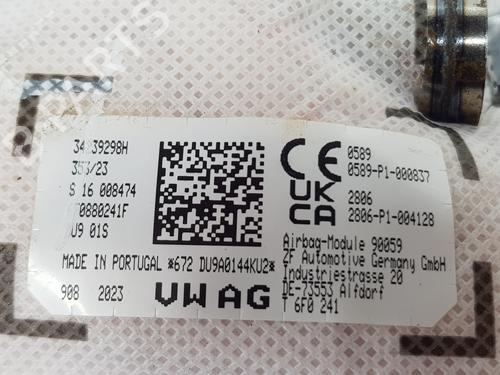 34 39298H
353/23
S 16 008474
70880241F
U9 01S
MADE IN PORTUGAL *672 DU9A0144KU2*
908 2023 VW AG
CE 0589
0589-P1-000837
UK CA 2806
2806-P1-004128
Airbag-Module 90059
ZF Automotive Germany GmbH
Industriestrasse 20
DE-73553 Alfdorf
T 6F0 241